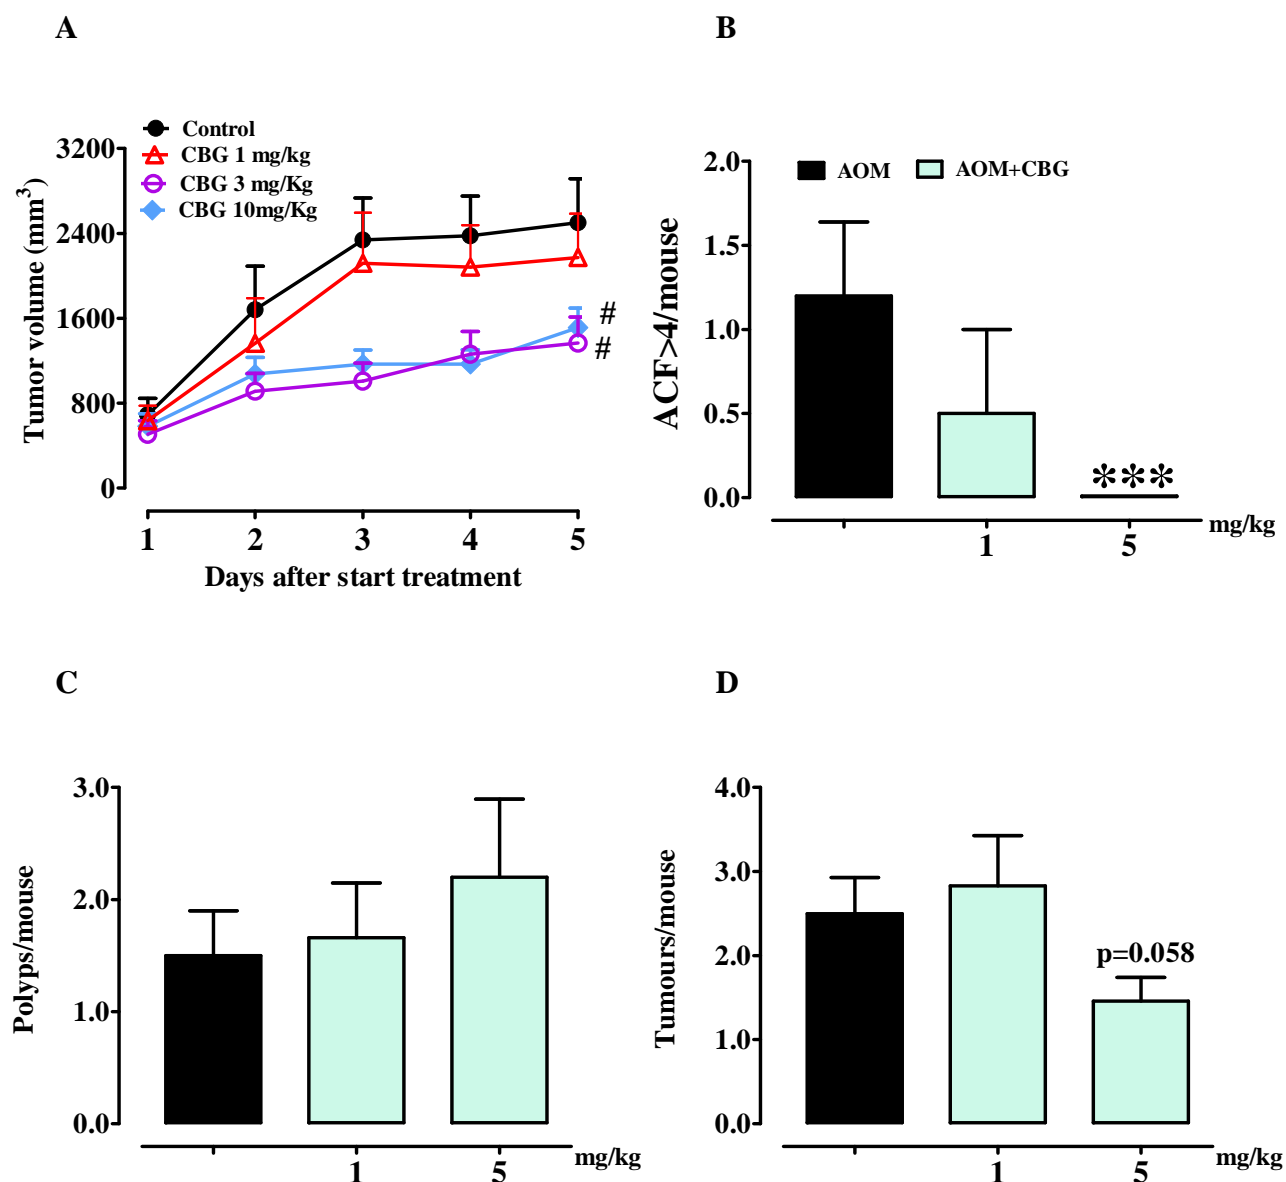 A
B
Control
CBG 1 mg/kg
CBG 3 mg/Kg
CBG 10mg/Kg
3200
2400
1600
800
0
Tumor volume (mm³)
#
#
1 2 3 4 5
Days after start treatment
AOM AOM+CBG
2.0
1.5
1.0
0.5
0.0
ACF>4/mouse
***
mg/kg
1 5
C
D
3.0
2.0
1.0
0.0
Polyps/mouse
mg/kg
1 5
4.0
3.0
2.0
1.0
0.0
Tumours/mouse
p=0.058
mg/kg
1 5